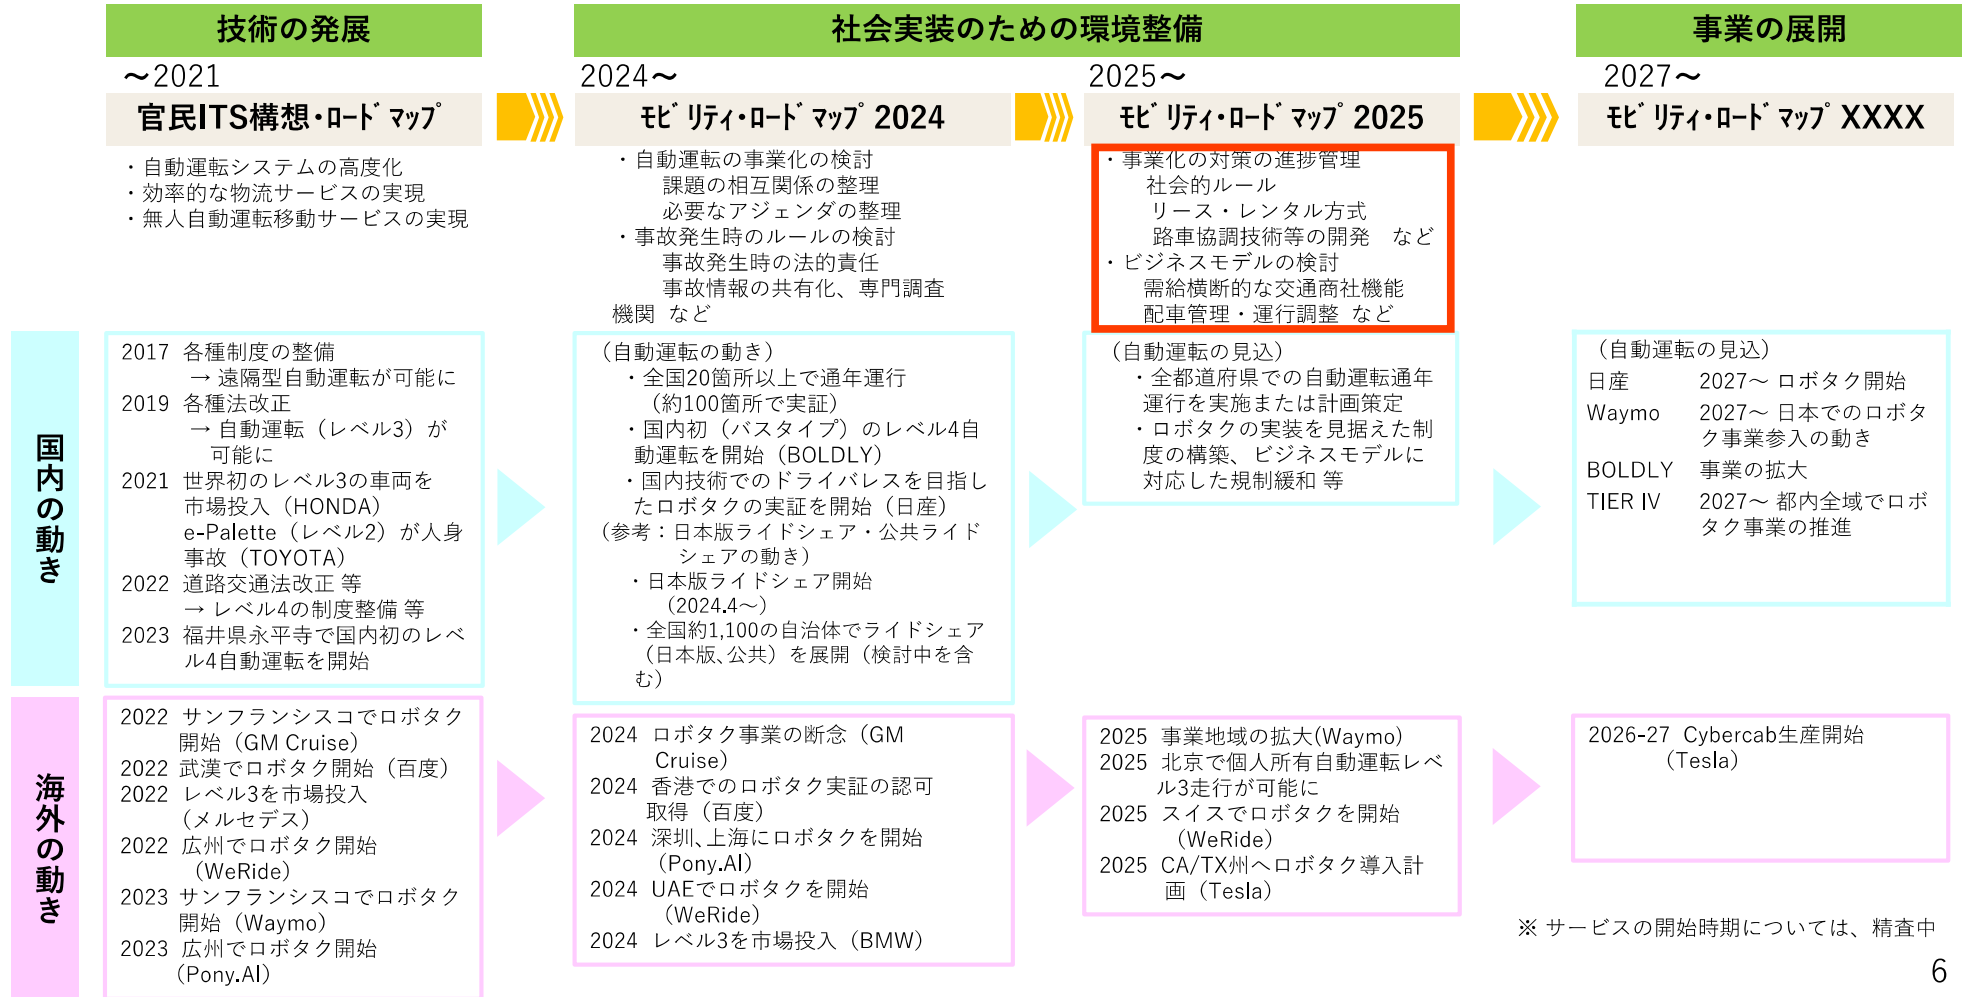 技術の発展
社会実装のための環境整備
事業の展開
～2021
官民ITS構想・ロードマップ
・自動運転システムの高度化
・効率的な物流サービスの実現
・無人自動運転移動サービスの実現
2024～
モビリティ・ロードマップ 2024
・自動運転の事業化の検討
課題の相互関係の整理
必要なアジェンダの整理
・事故発生時のルールの検討
事故発生時の法的責任
事故情報の共有化、専門調査
機関 など
2025～
モビリティ・ロードマップ 2025
・事業化の対策の進捗管理
社会的ルール
リース・レンタル方式
路車協調技術等の開発 など
・ビジネスモデルの検討
需給横断的な交通商社機能
配車管理・運行調整 など
2027～
モビリティ・ロードマップ XXXX
国内の動き
2017 各種制度の整備
→ 遠隔型自動運転が可能に
2019 各種法改正
→ 自動運転（レベル3）が
可能に
2021 世界初のレベル3の車両を
市場投入（HONDA）
e-Palette（レベル2）が人身
事故（TOYOTA）
2022 道路交通法改正 等
→ レベル4の制度整備 等
2023 福井県永平寺で国内初のレベ
ル4自動運転を開始
（自動運転の動き）
・全国20箇所以上で通年運行
（約100箇所で実証）
・国内初（バスタイプ）のレベル4自
動運転を開始（BOLDLY）
・国内技術でのドライバレスを目指し
たロボタクの実証を開始（日産）
（参考：日本版ライドシェア・公共ライド
シェアの動き）
・日本版ライドシェア開始
（2024.4～）
・全国約1,100の自治体でライドシェア
（日本版、公共）を展開（検討中を含
む）
（自動運転の見込）
・全都道府県での自動運転通年
運行を実施または計画策定
・ロボタクの実装を見据えた制
度の構築、ビジネスモデルに
対応した規制緩和 等
（自動運転の見込）
日産 2027～ ロボタク開始
Waymo 2027～ 日本でのロボタ
ク事業参入の動き
BOLDLY 事業の拡大
TIER IV 2027～ 都内全域でロボ
タク事業の推進
海外の動き
2022 サンフランシスコでロボタク
開始（GM Cruise）
2022 武漢でロボタク開始（百度）
2022 レベル3を市場投入
（メルセデス）
2022 広州でロボタク開始
（WeRide）
2023 サンフランシスコでロボタク
開始（Waymo）
2023 広州でロボタク開始
（Pony.AI）
2024 ロボタク事業の断念（GM
Cruise）
2024 香港でのロボタク実証の認可
取得（百度）
2024 深圳、上海にロボタクを開始
（Pony.AI）
2024 UAEでロボタクを開始
（WeRide）
2024 レベル3を市場投入（BMW）
2025 事業地域の拡大(Waymo)
2025 北京で個人所有自動運転レベ
ル3走行が可能に
2025 スイスでロボタクを開始
（WeRide）
2025 CA/TX州へロボタク導入計
画（Tesla）
2026-27 Cybercab生産開始
（Tesla）
※ サービスの開始時期については、精査中
6